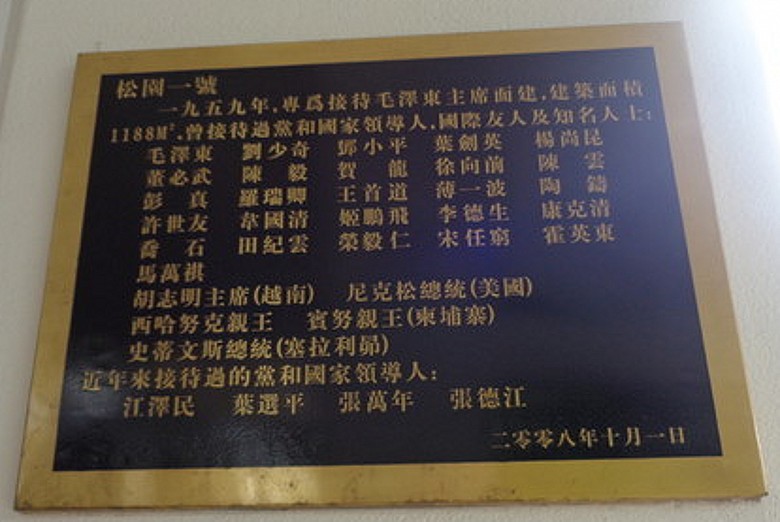 松園一號
一九五九年，專爲接待毛澤東主席而建，建築面積
1188M²，曾接待過黨和國家領導人，國際友人及知名人士：
毛澤東 劉少奇 鄧小平 葉劍英 楊尚昆
董必武 陳毅 賀龍 徐向前 陳雲
彭真 羅瑞卿 王首道 薄一波 陶鑄
許世友 韋國清 姬鵬飛 李德生 康克清
喬石 田紀雲 榮毅仁 宋任窮 霍英東
馬萬祺
胡志明主席(越南) 尼克松總統(美國)
西哈努克親王 賓努親王(柬埔寨)
史蒂文斯總統(塞拉利昂)
近年來接待過的黨和國家領導人：
江澤民 葉選平 張萬年 張德江
二零零八年十月一日